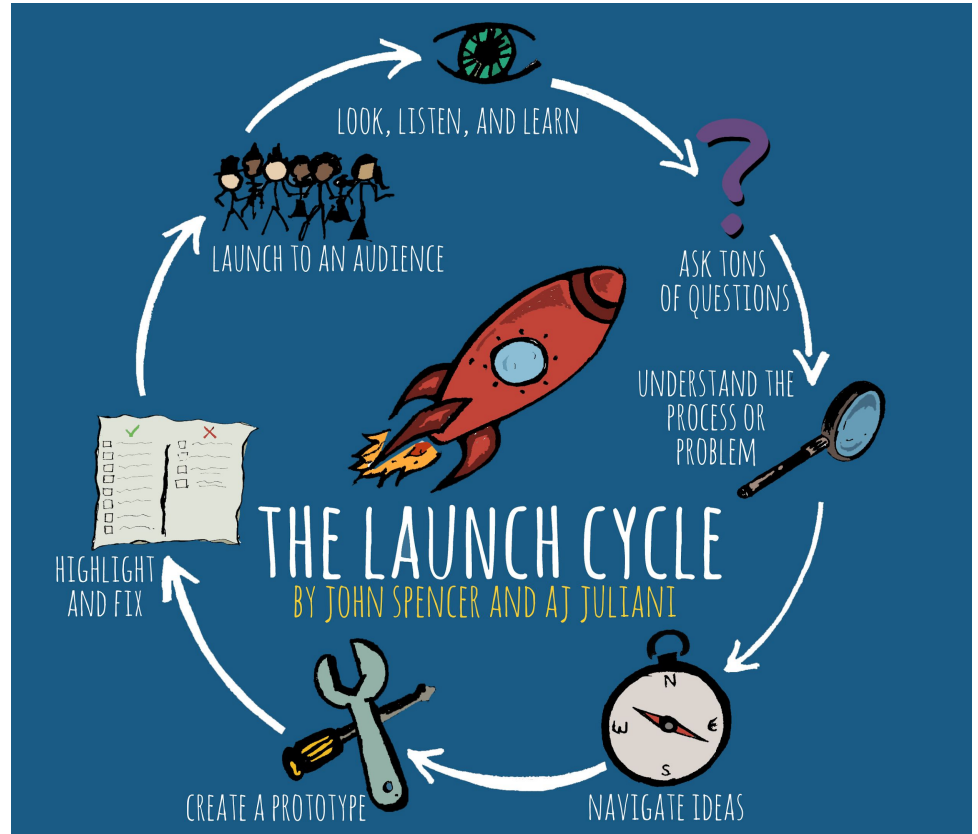 LOOK, LISTEN, AND LEARN
ASK TONS
OF QUESTIONS
UNDERSTAND THE
PROCESS OR
PROBLEM
NAVIGATE IDEAS
N
W
E
S
CREATE A PROTOTYPE
HIGHLIGHT
AND FIX
LAUNCH TO AN AUDIENCE
THE LAUNCH CYCLE
BY JOHN SPENCER AND AJ JULIANI